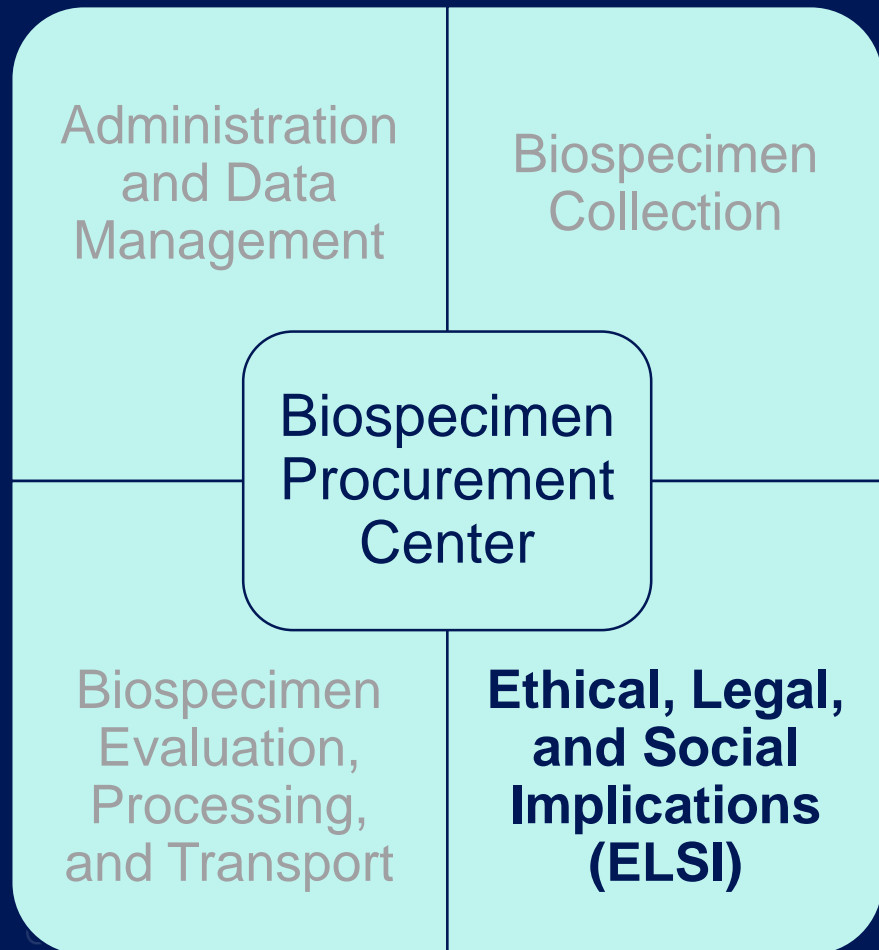 Administration
and Data
Management
Biospecimen
Collection
Biospecimen
Procurement
Center
Biospecimen
Evaluation,
Processing,
and Transport
Ethical, Legal,
and Social
Implications
(ELSI)